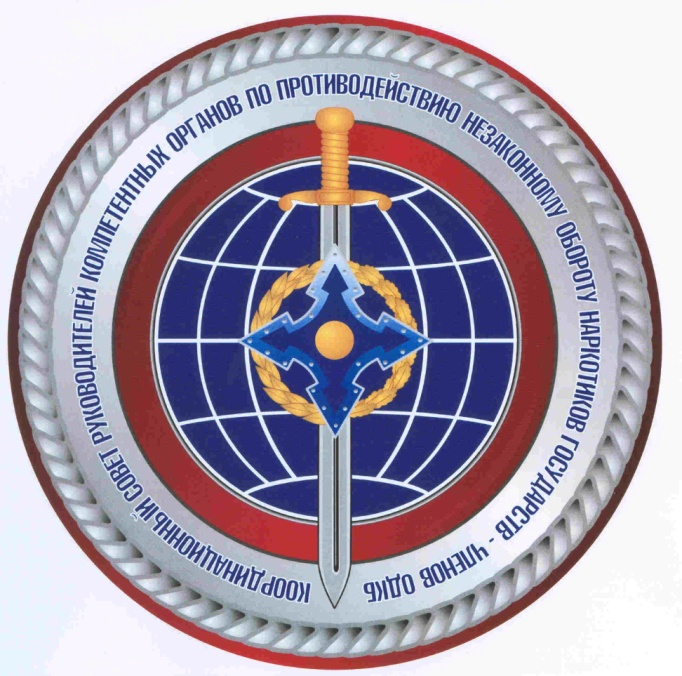 КООРДИНАЦИОННЫЙ СОВЕТ РУКОВОДИТЕЛЕЙ КОМПЕТЕНТНЫХ ОРГАНОВ ПО ПРОТИВОДЕЙСТВИЮ НЕЗАКОННОМУ ОБОРОТУ НАРКОТИКОВ ГОСУДАРСТВ - ЧЛЕНОВ ОДКБ